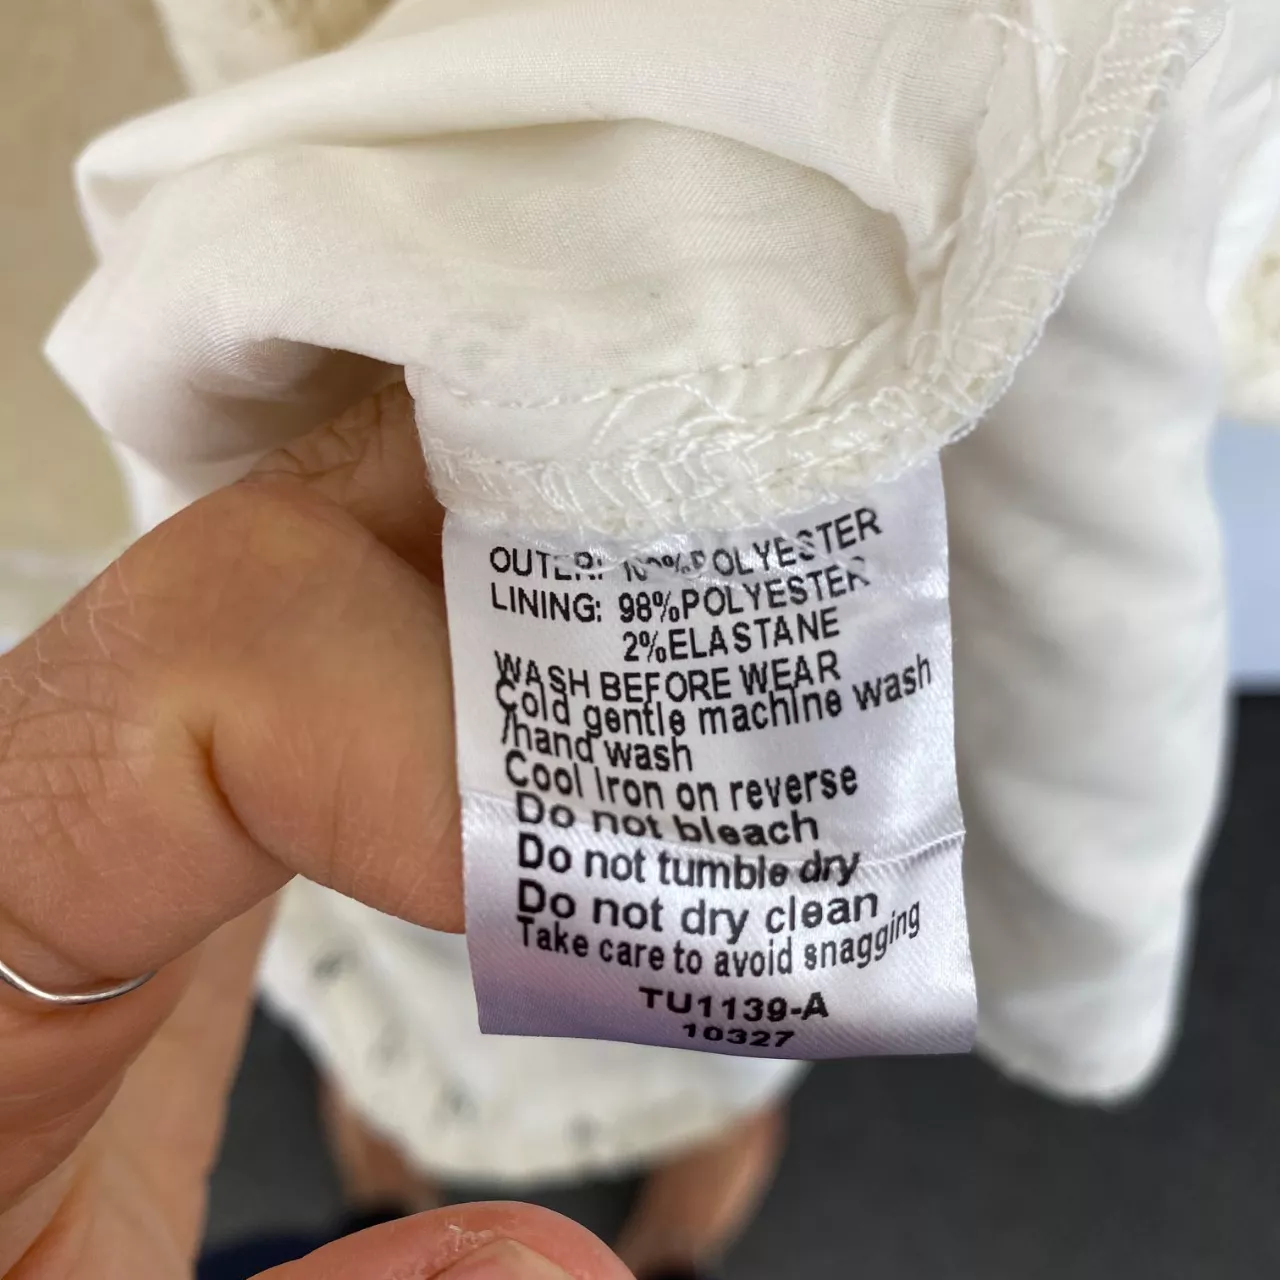 OUTER: 100%POLYESTER
LINING: 98%POLYESTER
2%ELASTANE
WASH BEFORE WEAR
Cold gentle machine wash
/hand wash
Cool Iron on reverse
Do not bleach
Do not tumble dry
Do not dry clean
Take care to avoid snagging
TU1139-A
10327